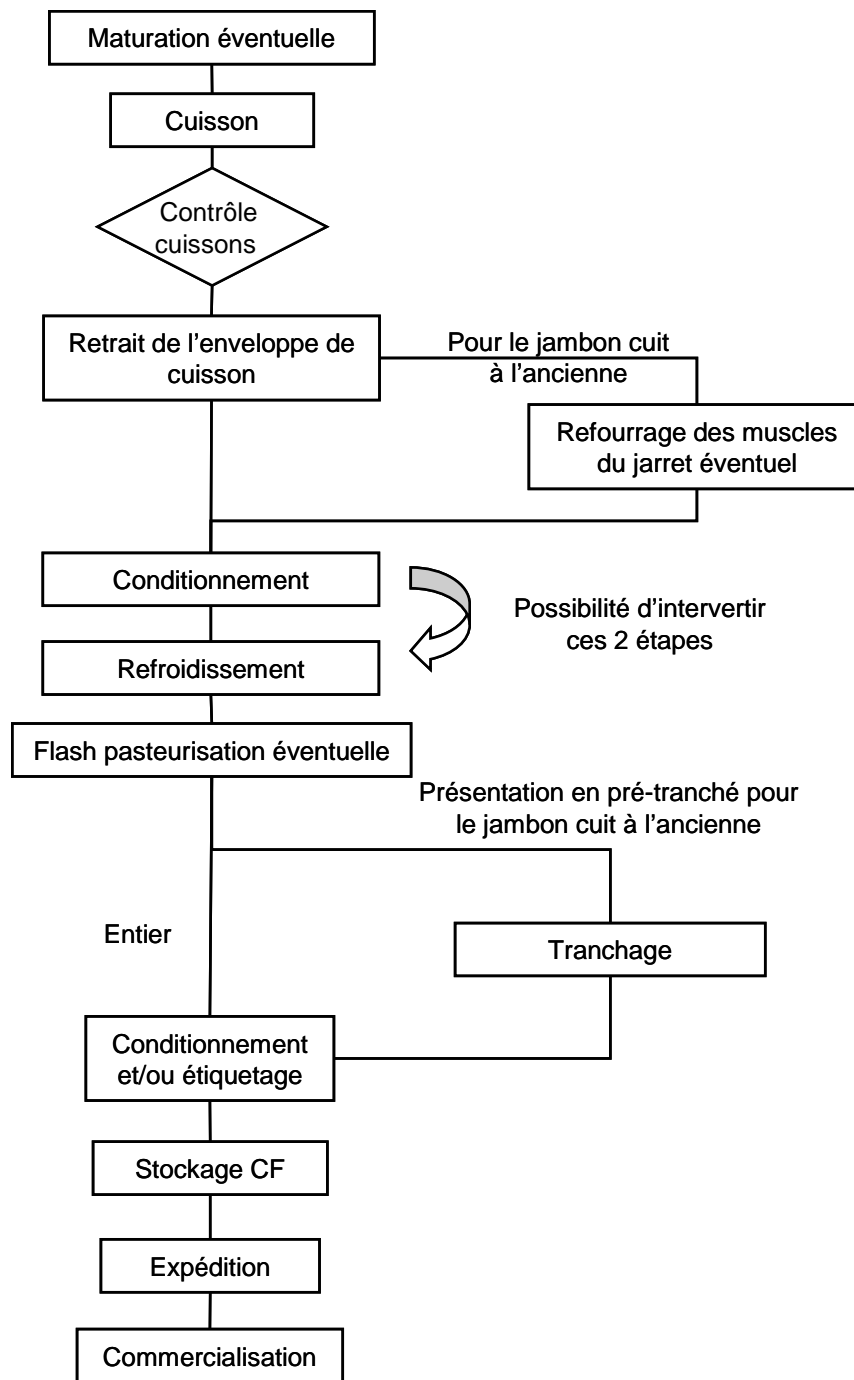 Maturation éventuelle
Cuisson
Contrôle
cuissons
Retrait de l'enveloppe de
cuisson
Pour le jambon cuit
à l'ancienne
Refourrage des muscles
du jarret éventuel
Conditionnement
Possibilité d'intervertir
ces 2 étapes
Refroidissement
Flash pasteurisation éventuelle
Présentation en pré-tranché pour
le jambon cuit à l'ancienne
Entier
Tranchage
Conditionnement
et/ou étiquetage
Stockage CF
Expédition
Commercialisation